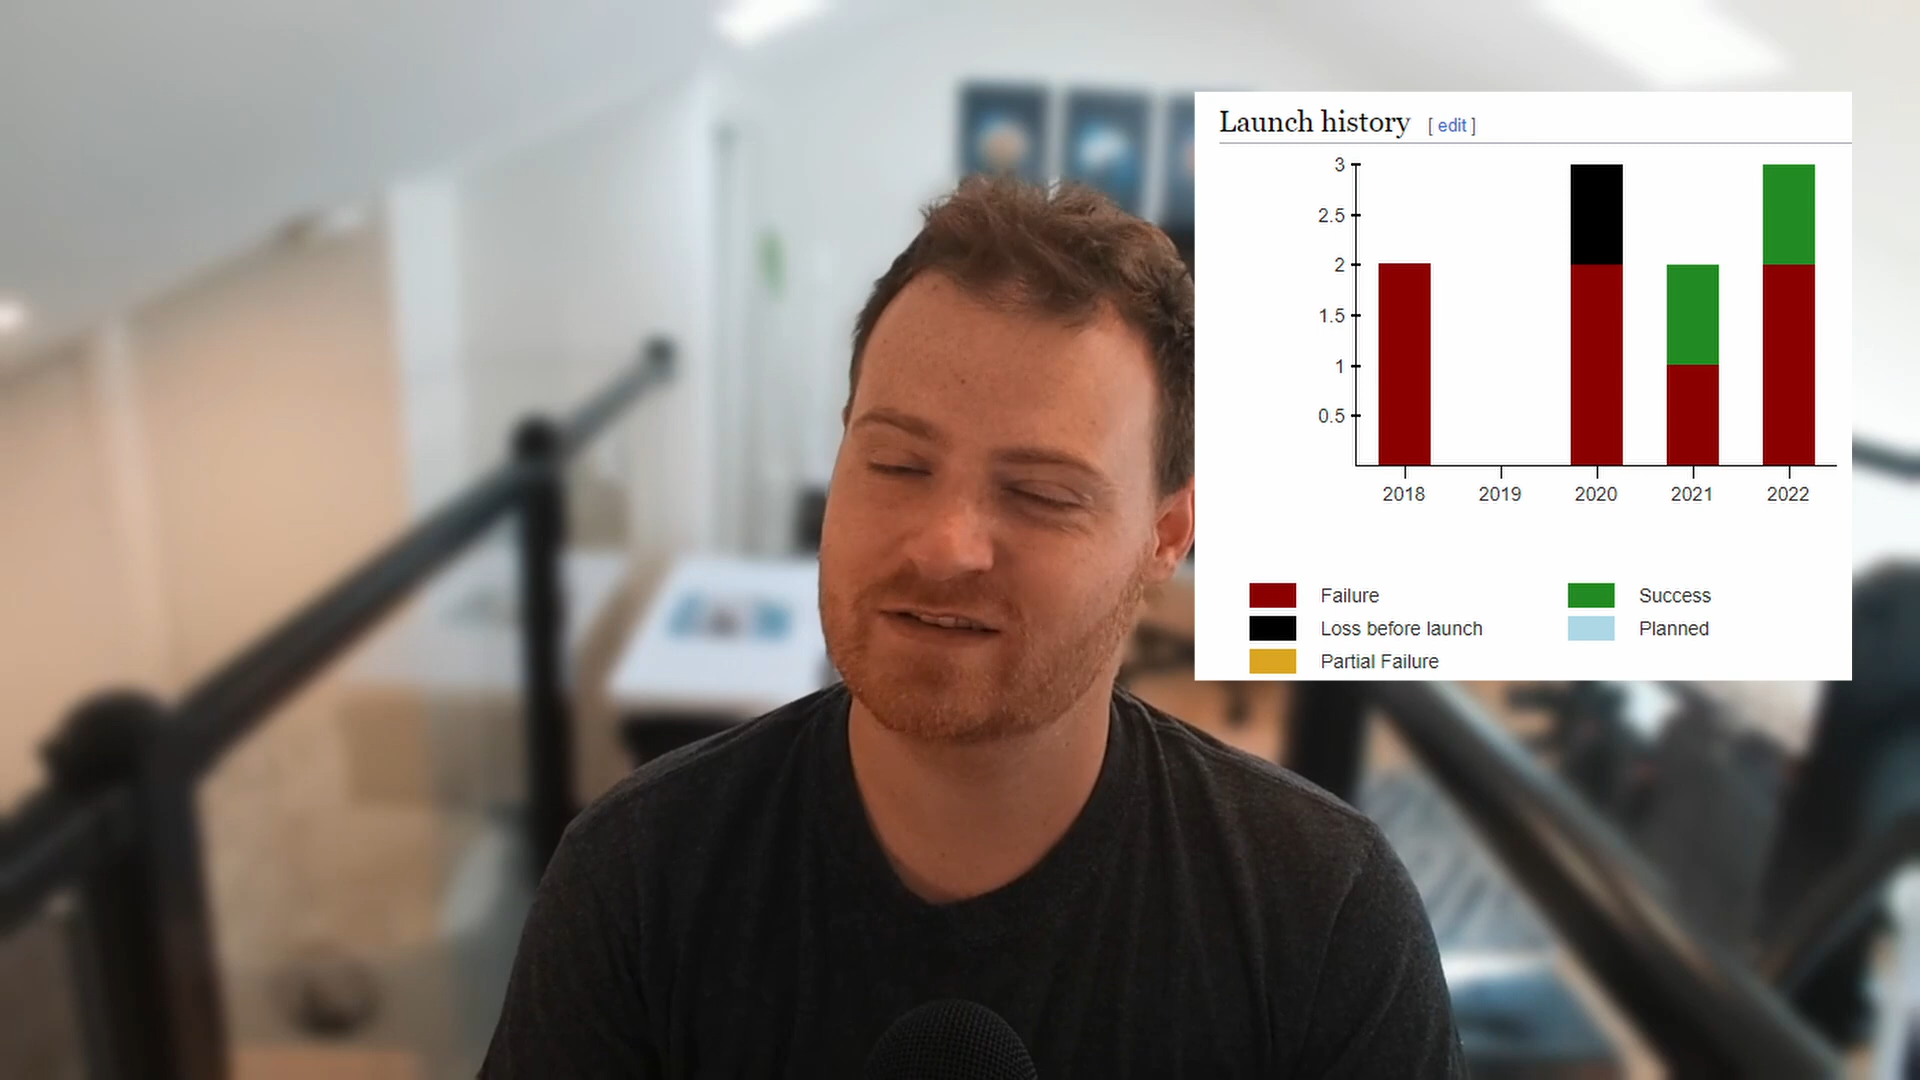 Launch history [ edit ]
3
2.5
2
1.5
1
0.5
2018 2019 2020 2021 2022
Failure Success
Loss before launch Planned
Partial Failure